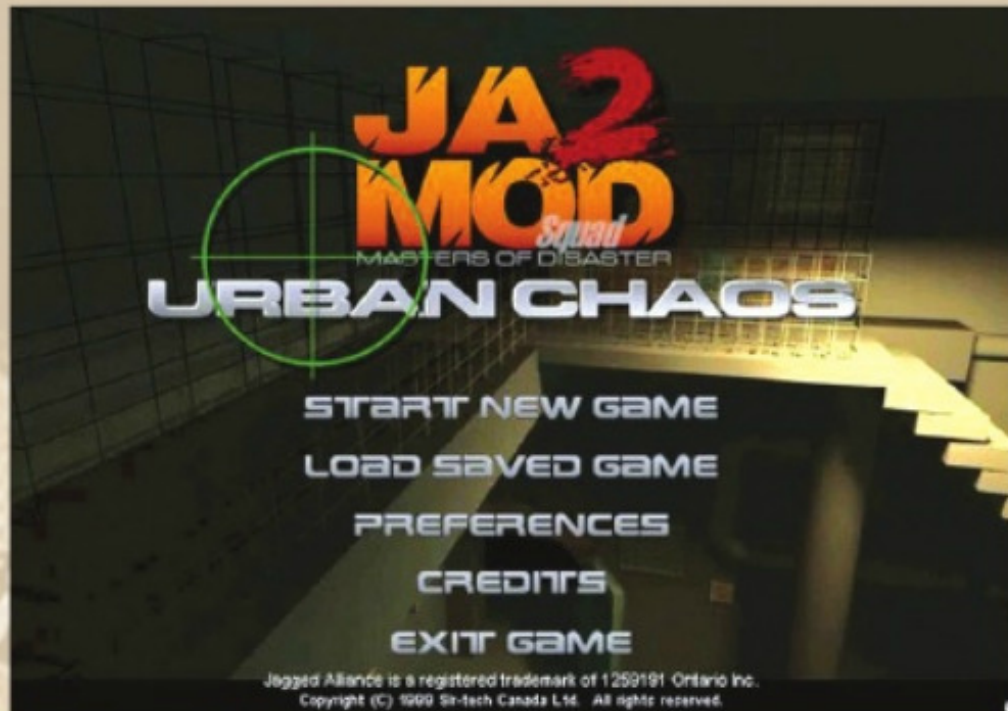 JA2
MOD
Squad
MASTERS OF DISASTER
URBAN CHAOS
START NEW GAME
LOAD SAVED GAME
PREFERENCES
CREDITS
EXIT GAME
Jagged Alliance is a registered trademark of 1259191 Ontario Inc.
Copyright (C) 1999 Sir-tech Canada Ltd. All rights reserved.